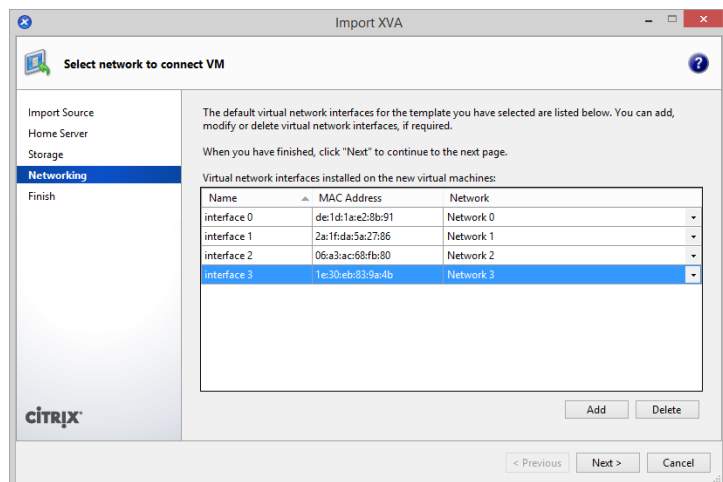 Import XVA
Select network to connect VM
Import Source
Home Server
Storage
Networking
Finish
The default virtual network interfaces for the template you have selected are listed below. You can add,
modify or delete virtual network interfaces, if required.
When you have finished, click "Next" to continue to the next page.
Virtual network interfaces installed on the new virtual machines:
Name MAC Address Network
interface 0 de:1d:1a:e2:8b:91 Network 0
interface 1 2a:1f:da:5a:27:86 Network 1
interface 2 06:a3:ac:68:fb:80 Network 2
interface 3 1e:30:eb:83:9a:4b Network 3
Add Delete
CITRIX
< Previous Next > Cancel